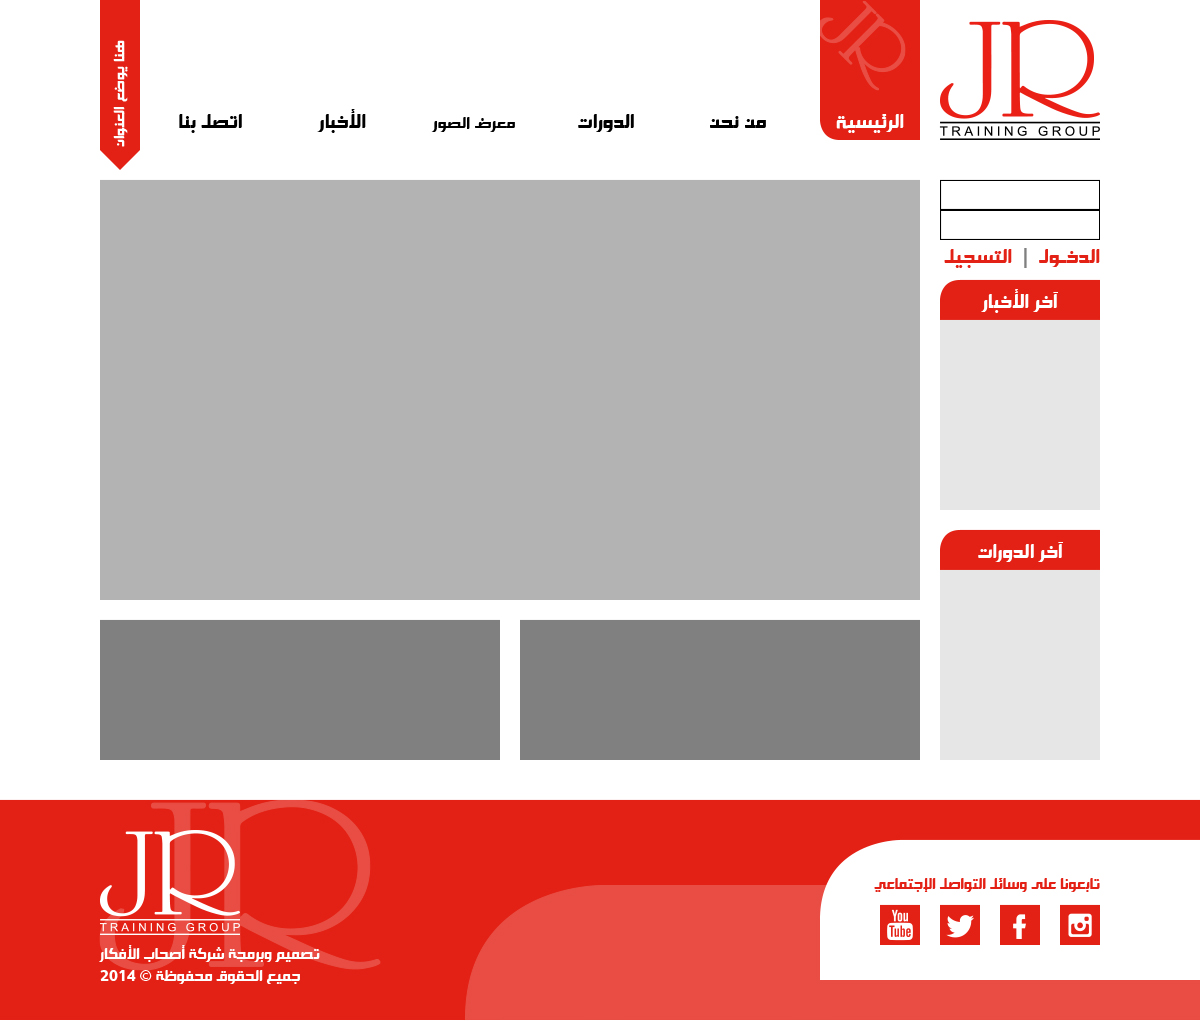 JR
TRAINING GROUP
الرئيسية
من نحن
الدورات
معرض الصور
الأخبار
اتصل بنا
هنا يوضع العنوان
الدخـول | التسجيل
آخر الأخبار
آخر الدورات
تابعونا على وسائل التواصل الإجتماعي
You
Tube
JR
TRAINING GROUP
تصميم وبرمجة شركة أصحاب الأفكار
جميع الحقوق محفوظة © 2014